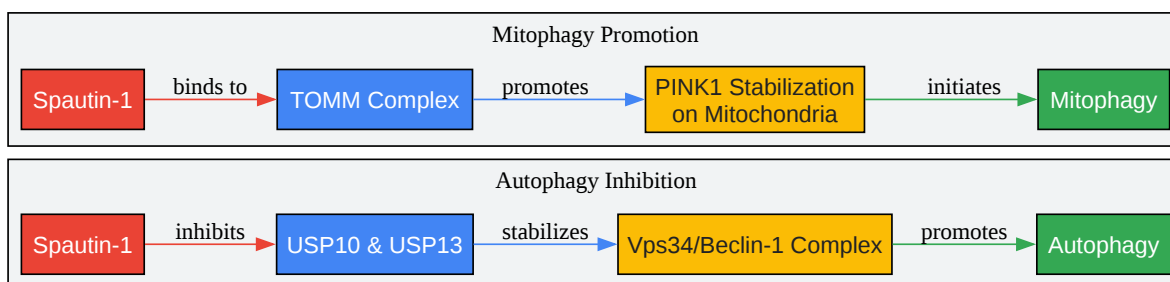 Mitophagy Promotion
Spautin-1
binds to
TOMM Complex
promotes
PINK1 Stabilization
on Mitochondria
initiates
Mitophagy
Autophagy Inhibition
Spautin-1
inhibits
USP10 & USP13
stabilizes
Vps34/Beclin-1 Complex
promotes
Autophagy